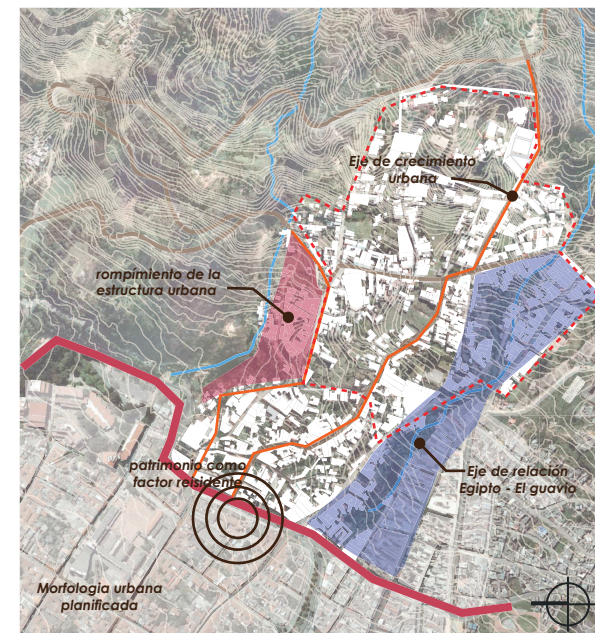 Eje de crecimiento
urbana
rompimiento de la
estructura urbana
patrimonio como
factor reisidente
Eje de relación
Egipto - El guavio
Morfologia urbana
planificada